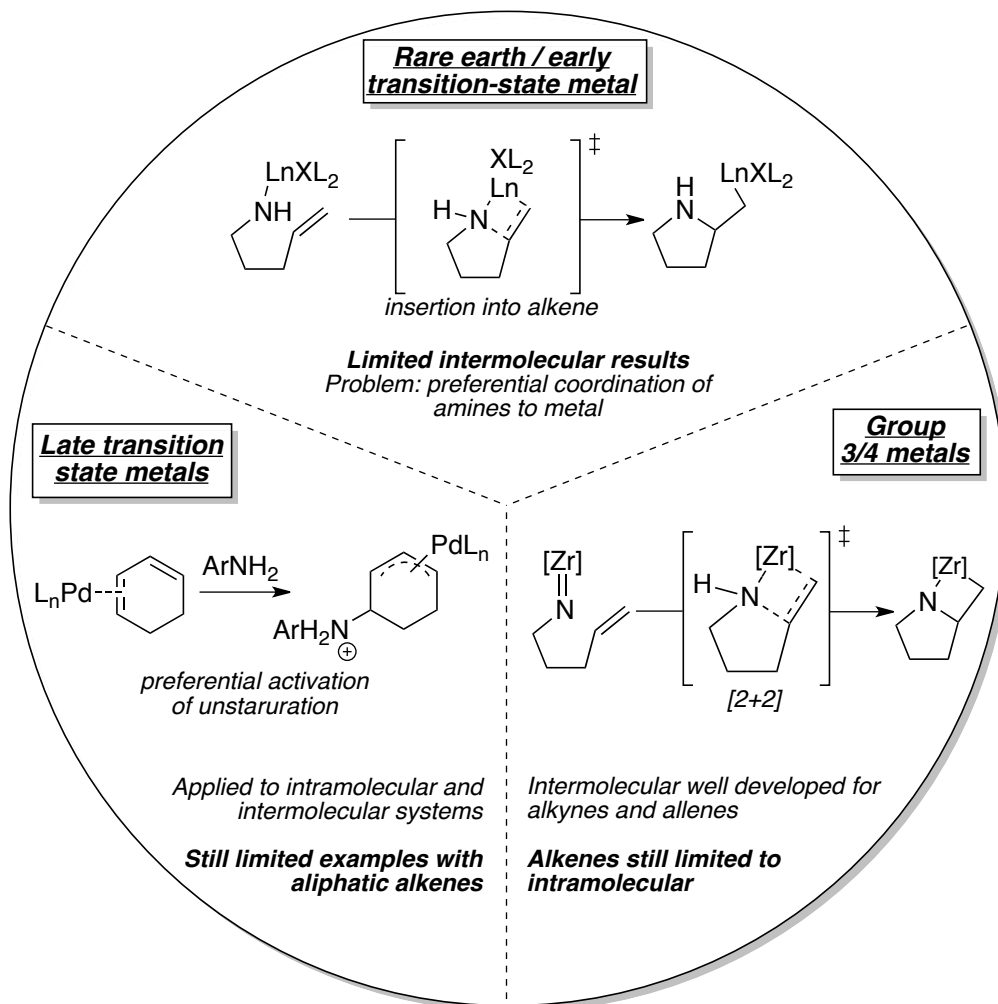 Rare earth / early
transition-state metal
LnXL2
NH
XL2
Ln
H
N
‡
H
N
LnXL2
insertion into alkene
Limited intermolecular results
Problem: preferential coordination of
amines to metal
Late transition
state metals
LnPd
ArNH2
PdLn
ArH2N
+
preferential activation
of unstaruration
Applied to intramolecular and
intermolecular systems
Still limited examples with
aliphatic alkenes
Group
3/4 metals
[Zr]
N
H
N
[Zr]
‡
[2+2]
[Zr]
N
Intermolecular well developed for
alkynes and allenes
Alkenes still limited to
intramolecular